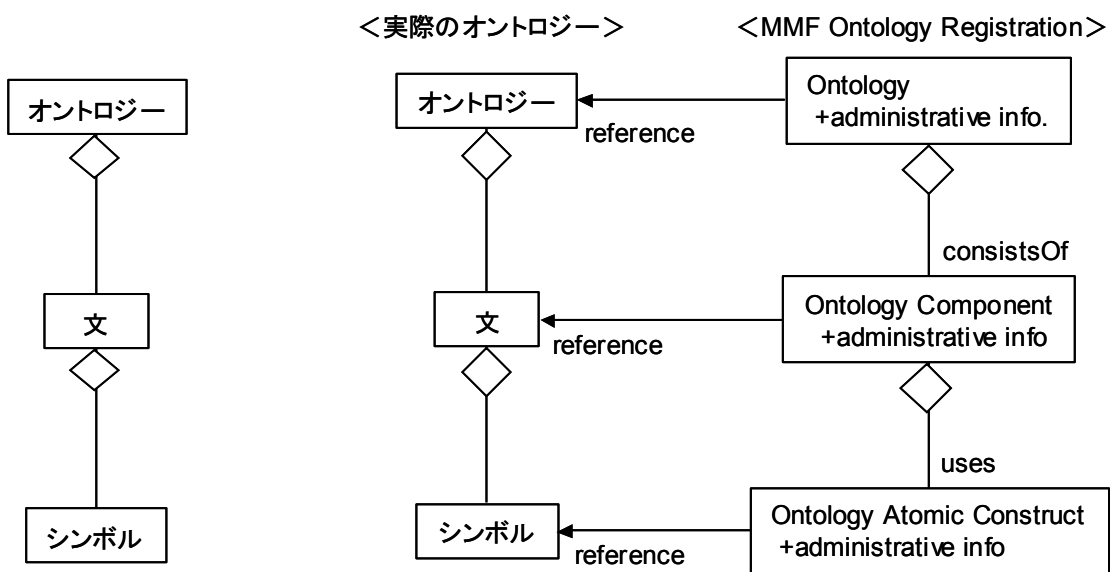 オントロジー
文
シンボル
＜実際のオントロジー＞
オントロジー
文
シンボル
＜MMF Ontology Registration＞
Ontology
+administrative info.
reference
consistsOf
Ontology Component
+administrative info
reference
uses
Ontology Atomic Construct
+administrative info
reference